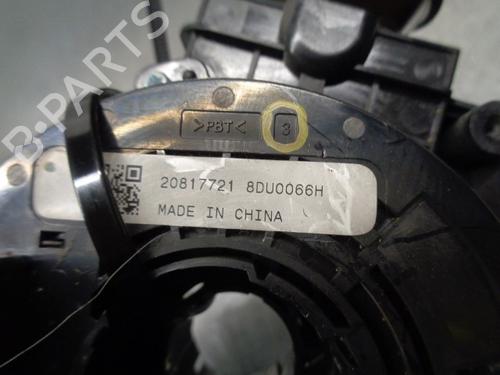 >PBT< 3
20817721 8DU0066H
MADE IN CHINA
B-PARTS